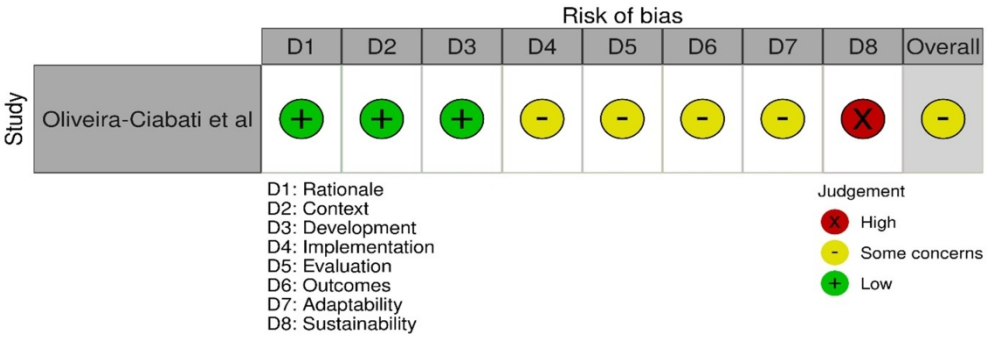 Risk of bias
D1 D2 D3 D4 D5 D6 D7 D8 Overall
Study
Oliveira-Ciabati et al + + + - - - - X -
D1: Rationale
D2: Context
D3: Development
D4: Implementation
D5: Evaluation
D6: Outcomes
D7: Adaptability
D8: Sustainability
Judgement
X High
- Some concerns
+ Low